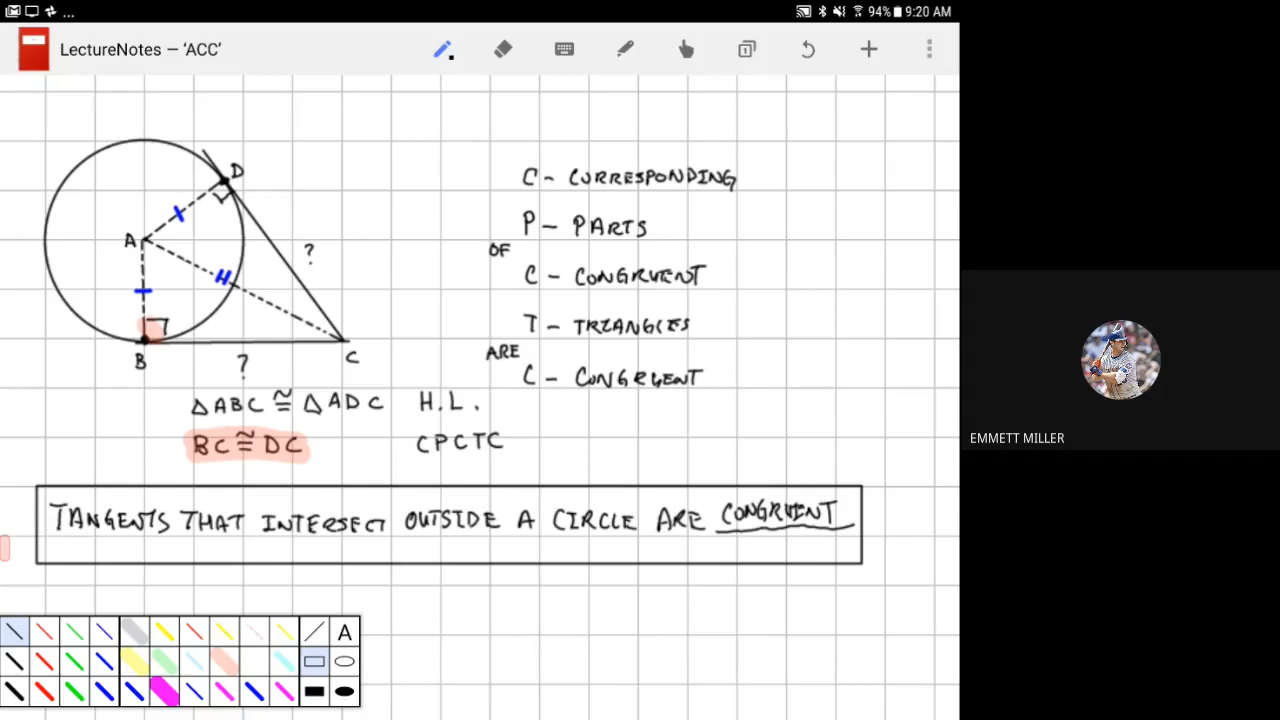 94% 9:20 AM
LectureNotes — ‘ACC’
D
A
?
B
?
C
C - CORRESPONDING
P - PARTS
OF
C - CONGRUENT
T - TRIANGLES
ARE
C - CONGRUENT
△ABC ≅ △ADC H.L.
BC ≅ DC CPCTC
TANGENTS THAT INTERSECT OUTSIDE A CIRCLE ARE CONGRUENT
A
EMMETT MILLER